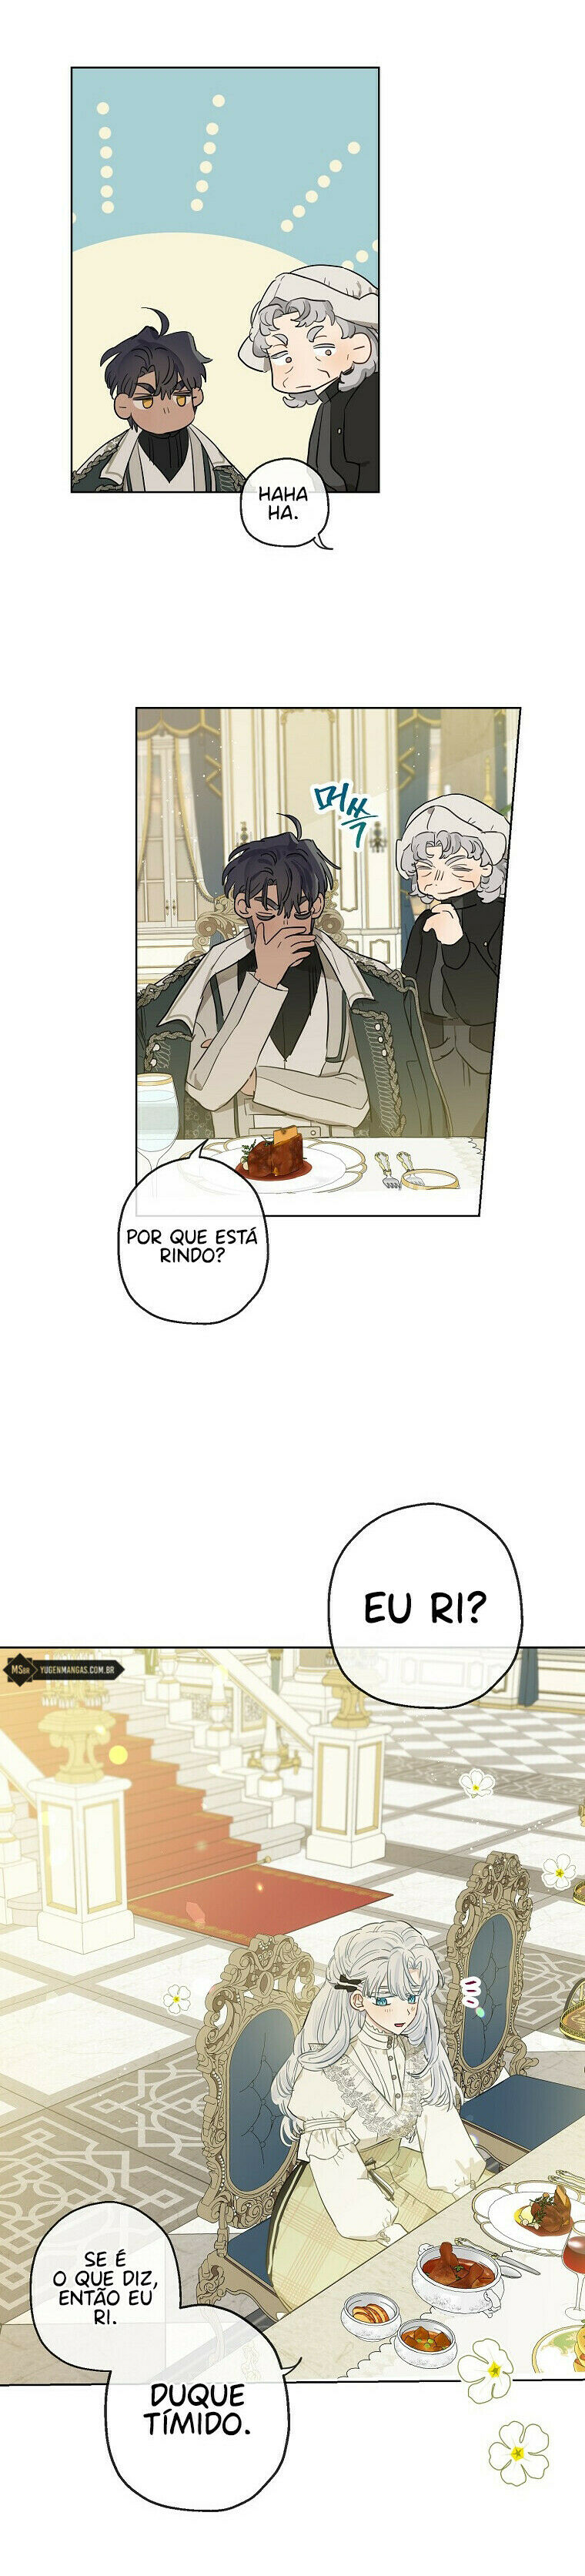 HAHA
HA.
머쓱
POR QUE ESTÁ
RINDO?
EU RI?
MSBR YUGENMANGAS.COM.BR
SE É
O QUE DIZ,
ENTÃO EU
RI.
DUQUE
TÍMIDO.